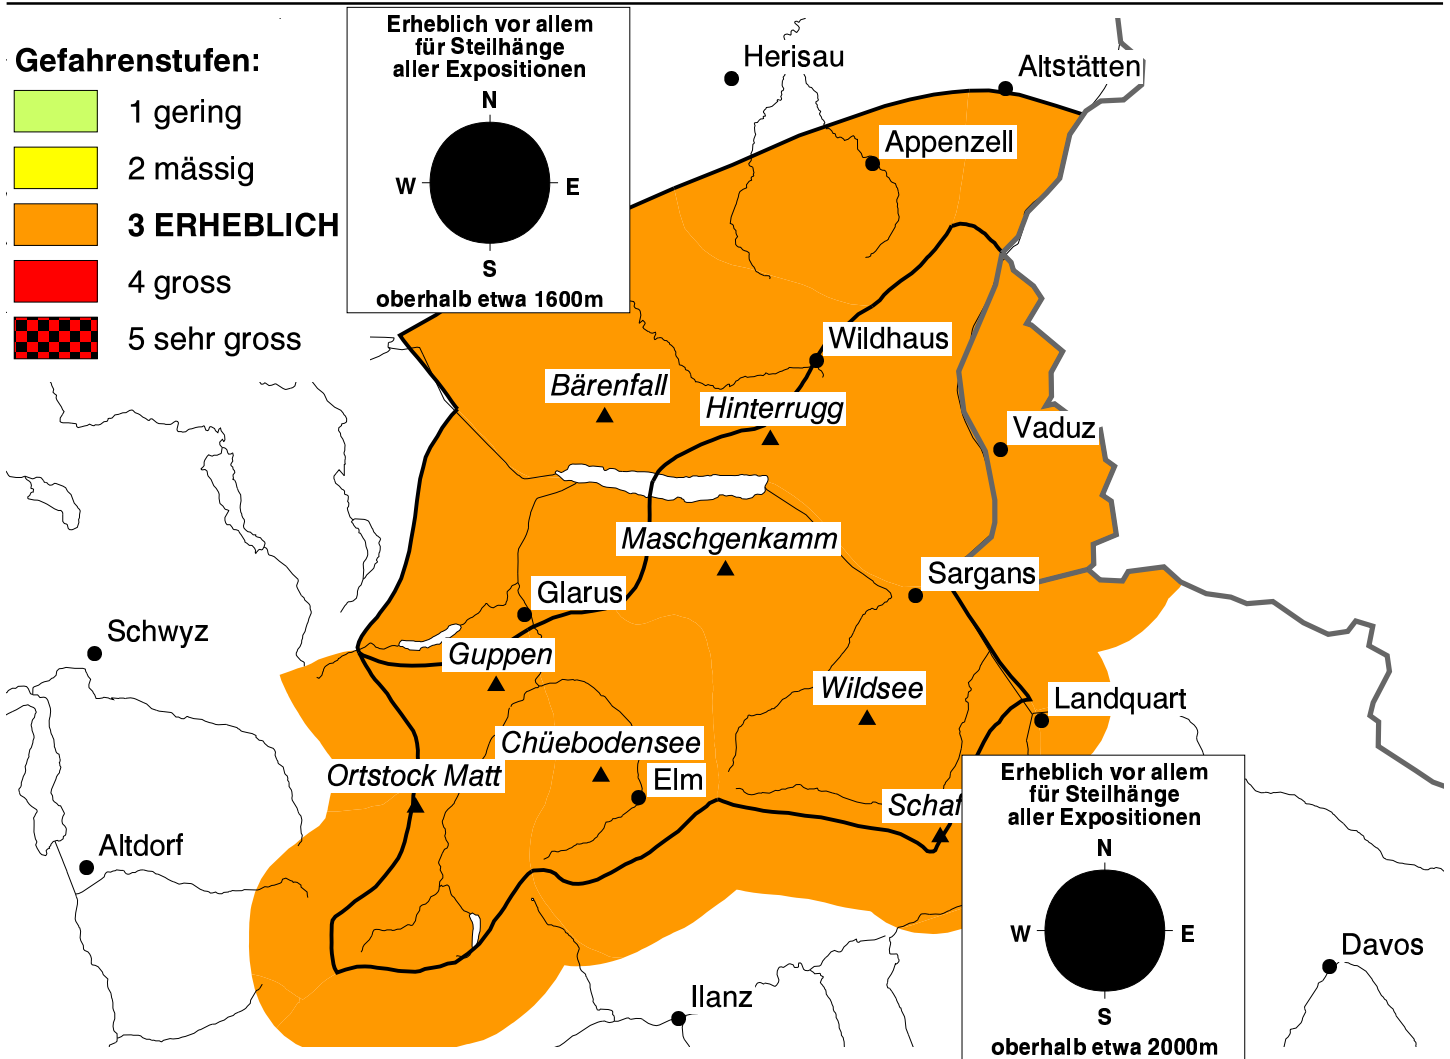 Gefahrenstufen:
1 gering
2 mässig
3 ERHEBLICH
4 gross
5 sehr gross
Erheblich vor allem
für Steilhänge
aller Expositionen
N
W
E
S
oberhalb etwa 1600m
Herisau
Altstätten
Appenzell
Wildhaus
Bärenfall
Hinterrugg
Vaduz
Maschgenkamm
Sargans
Glarus
Schwyz
Guppen
Wildsee
Landquart
Chüebodensee
Ortstock Matt
Elm
Schaf
Altdorf
Erheblich vor allem
für Steilhänge
aller Expositionen
N
W
E
S
oberhalb etwa 2000m
Davos
Ilanz